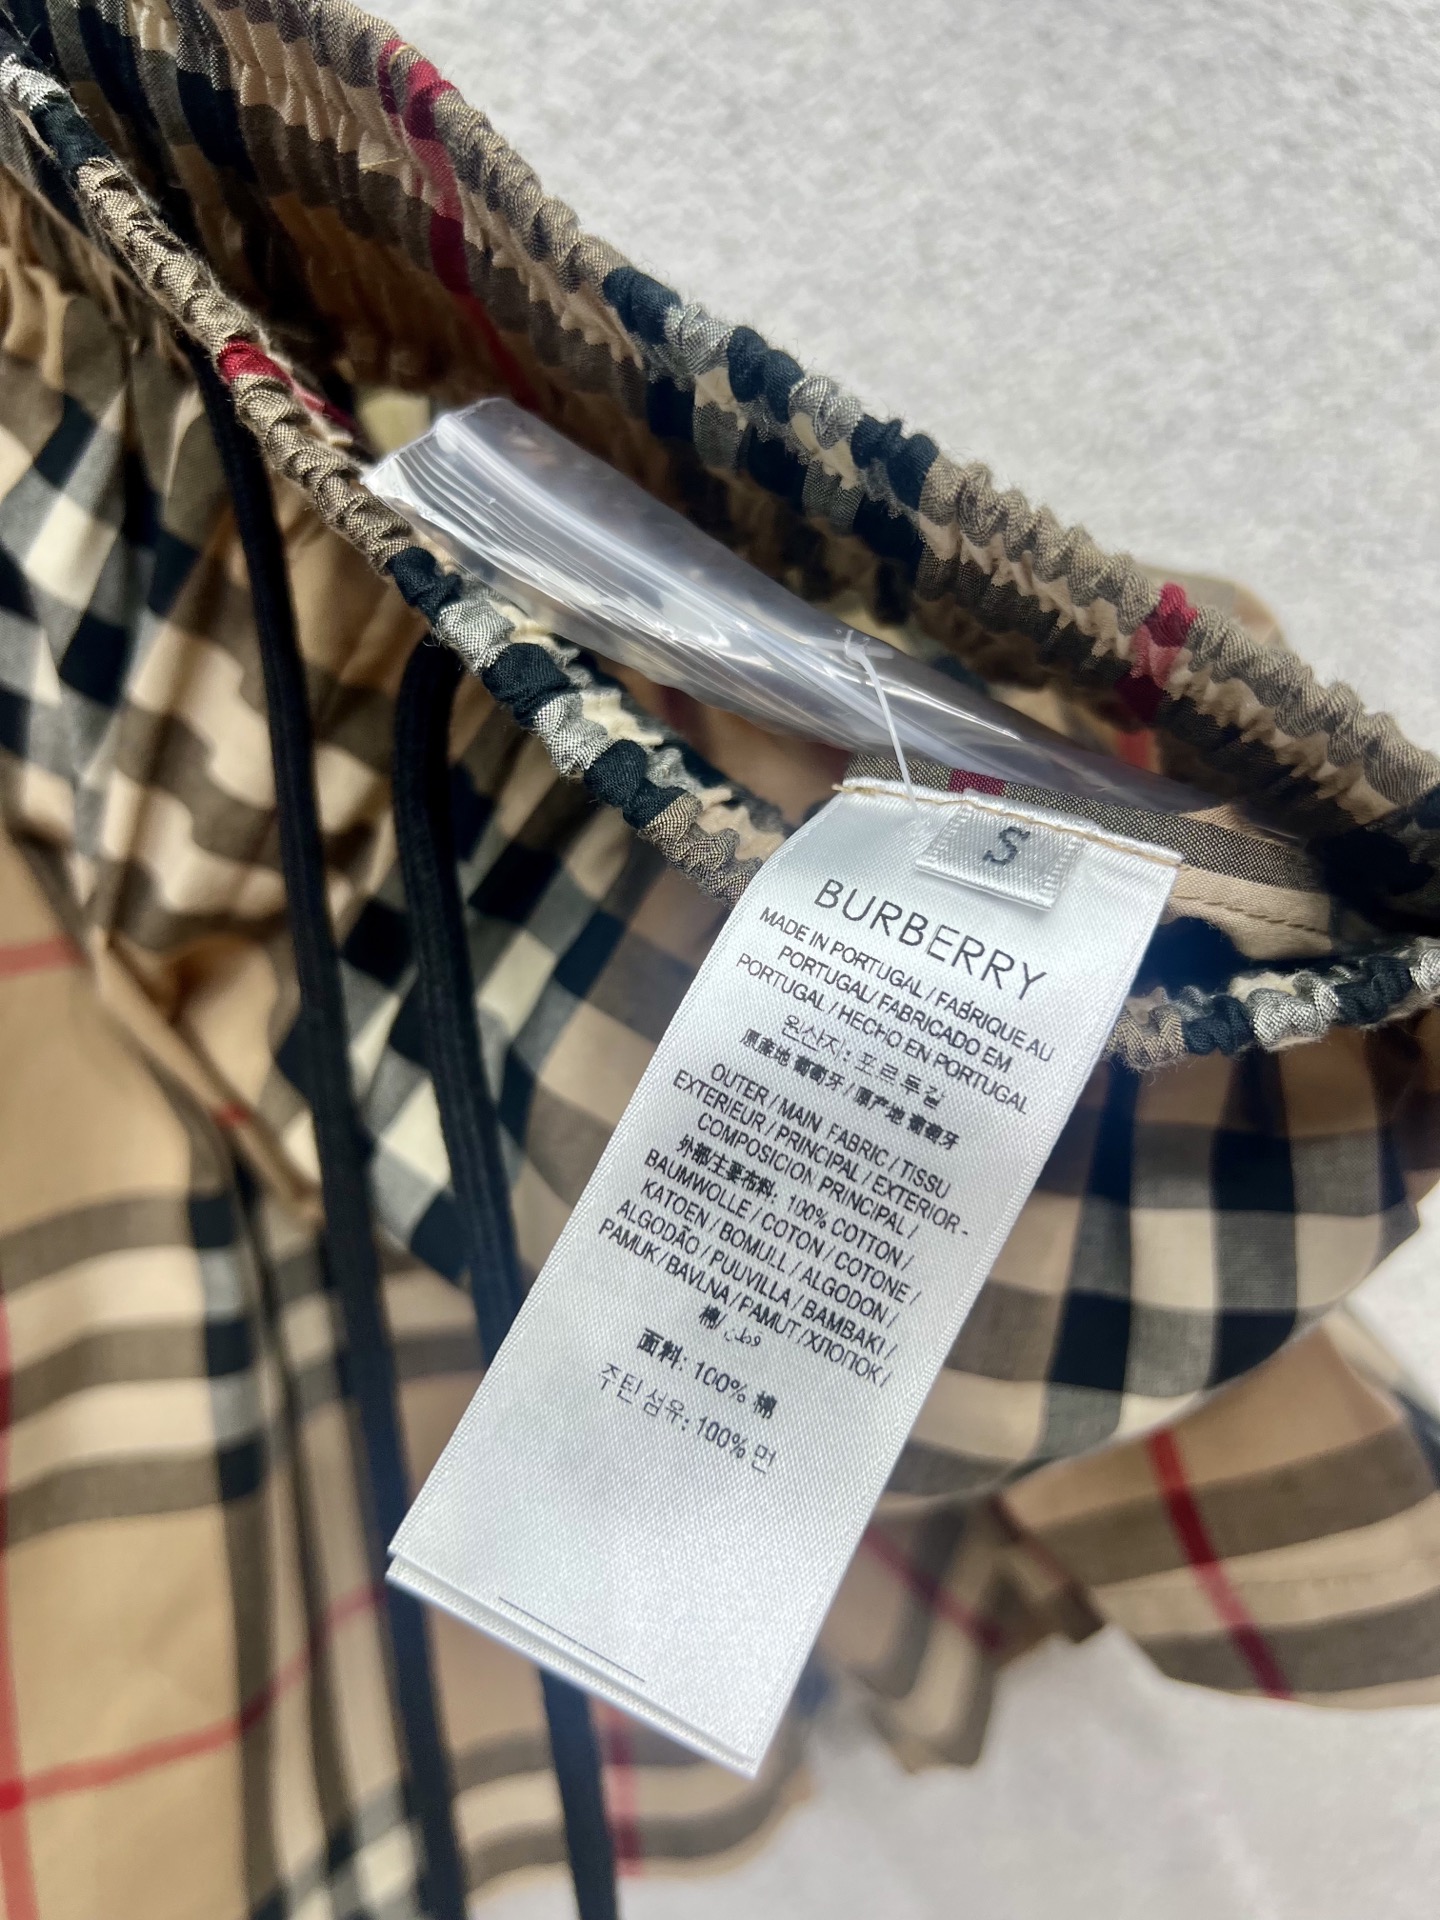 S
BURBERRY
MADE IN PORTUGAL / FABRIQUE AU
PORTUGAL / FABRICADO EM
PORTUGAL / HECHO EN PORTUGAL
원산지: 포르투갈
原產地 葡萄牙 / 原产地 葡萄牙
OUTER / MAIN FABRIC / TISSU
EXTERIEUR / PRINCIPAL / EXTERIOR -
COMPOSICION PRINCIPAL /
外部/主要布料: 100% COTTON /
BAUMWOLLE / COTON / COTONE /
KATOEN / BOMULL / ALGODON /
ALGODÃO / PUUVILLA / BAMBAKI /
PAMUK / BAVLNA / PAMUT / ХЛОПОК /
棉/ قطن
面料: 100% 棉
주된 섬유: 100% 면